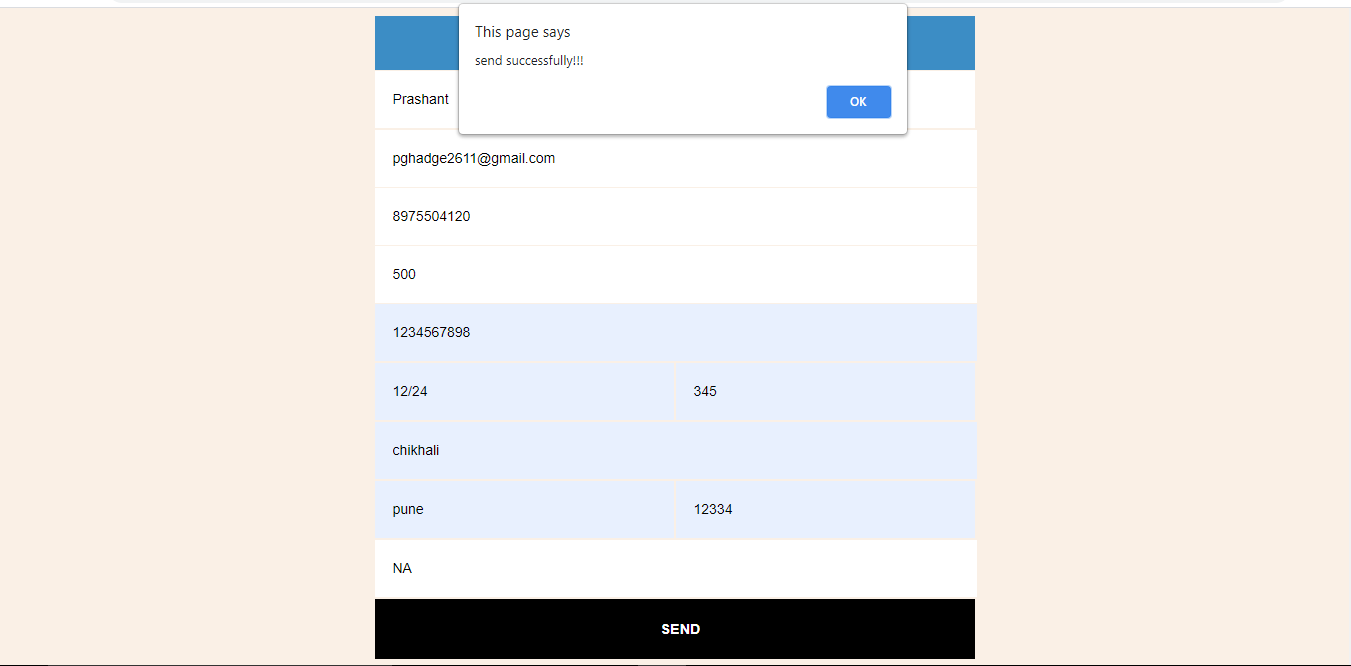 This page says
send successfully!!!
OK
Prashant
pghadge2611@gmail.com
8975504120
500
1234567898
12/24 345
chikhali
pune 12334
NA
SEND